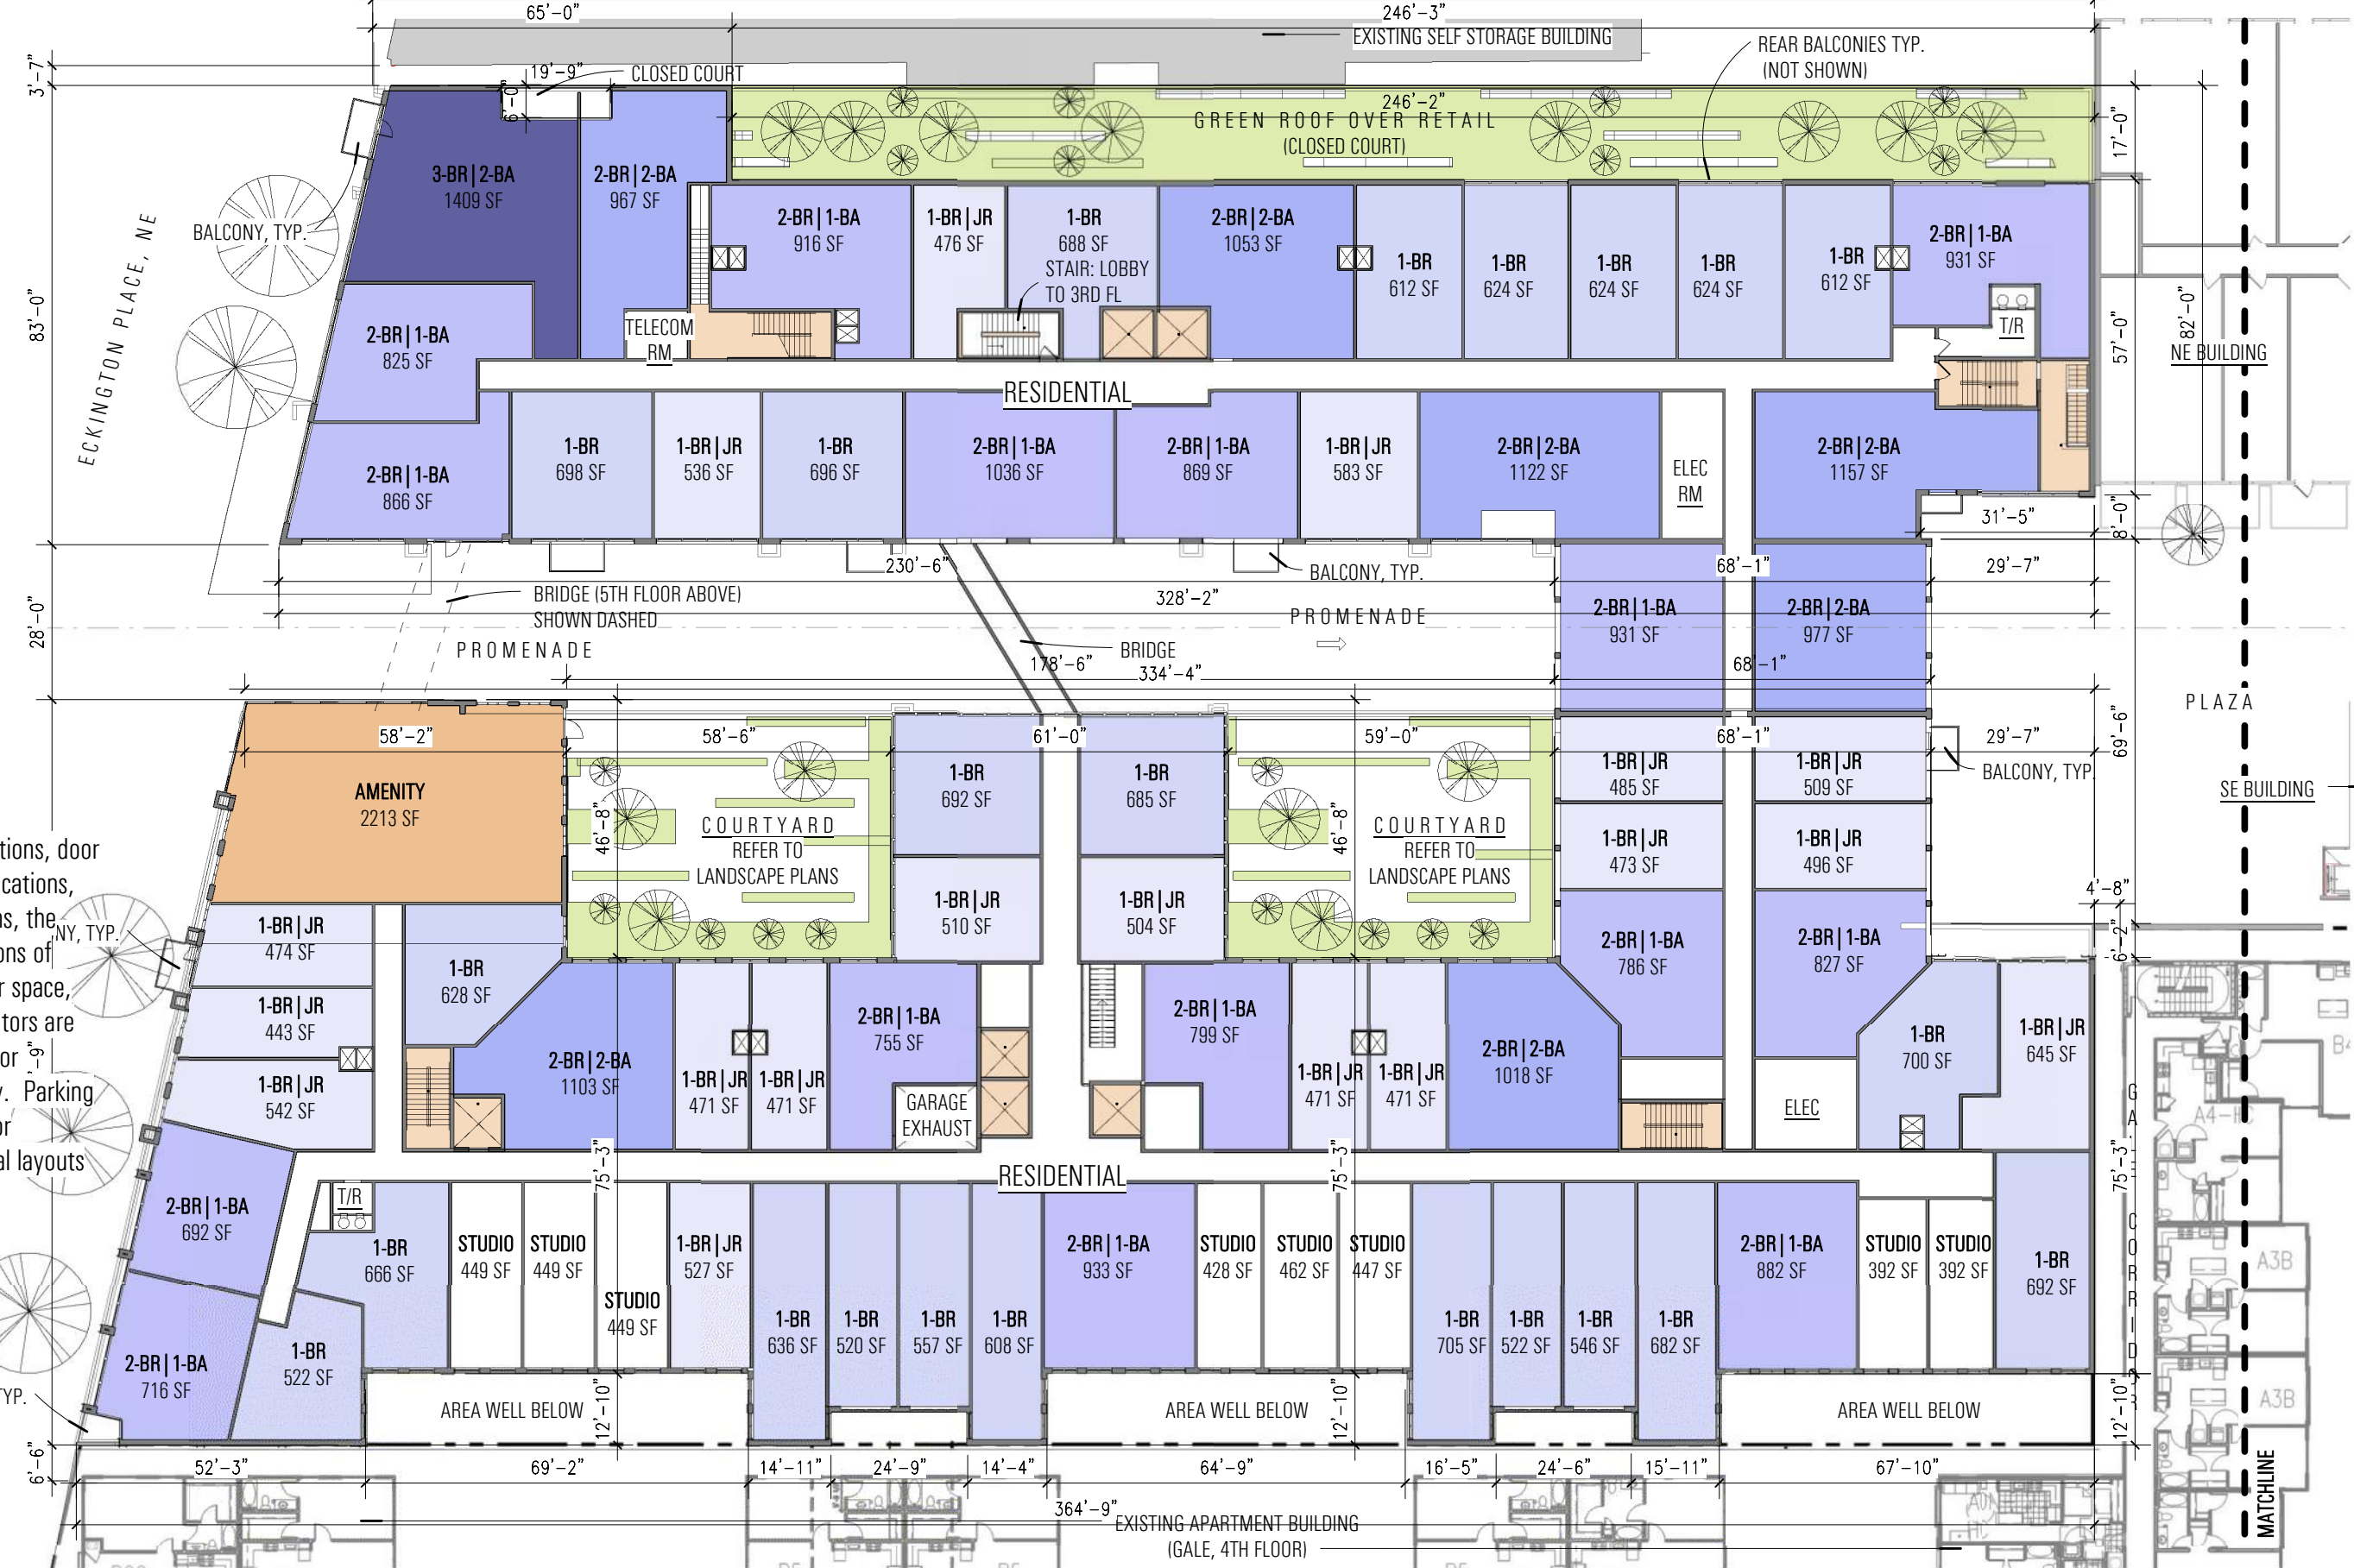 65'-0"
246'-3"
EXISTING SELF STORAGE BUILDING
REAR BALCONIES TYP.
(NOT SHOWN)
3'-7"
19'-9"
CLOSED COURT
6'-0"
246'-2"
GREEN ROOF OVER RETAIL
(CLOSED COURT)
17'-0"
3-BR|2-BA
1409 SF
2-BR|2-BA
967 SF
BALCONY, TYP.
ECKINGTON PLACE, NE
2-BR|1-BA
916 SF
1-BR|JR
476 SF
1-BR
688 SF
STAIR: LOBBY
TO 3RD FL
2-BR|2-BA
1053 SF
1-BR
612 SF
1-BR
624 SF
1-BR
624 SF
1-BR
624 SF
1-BR
612 SF
2-BR|1-BA
931 SF
T/R
83'-0"
57'-0"
82'-0"
NE BUILDING
2-BR|1-BA
825 SF
TELECOM
RM
RESIDENTIAL
2-BR|1-BA
866 SF
1-BR
698 SF
1-BR|JR
536 SF
1-BR
696 SF
2-BR|1-BA
1036 SF
2-BR|1-BA
869 SF
1-BR|JR
583 SF
2-BR|2-BA
1122 SF
ELEC
RM
2-BR|2-BA
1157 SF
31'-5"
8'-0"
230'-6"
BALCONY, TYP.
68'-1"
29'-7"
BRIDGE (5TH FLOOR ABOVE)
SHOWN DASHED
328'-2"
PROMENADE
28'-0"
2-BR|1-BA
931 SF
2-BR|2-BA
977 SF
PROMENADE
BRIDGE
178'-6"
334'-4"
68'-1"
PLAZA
58'-2"
58'-6"
61'-0"
59'-0"
68'-1"
29'-7"
69'-6"
AMENITY
2213 SF
46'-8"
COURTYARD
REFER TO
LANDSCAPE PLANS
1-BR
692 SF
1-BR
685 SF
46'-8"
COURTYARD
REFER TO
LANDSCAPE PLANS
1-BR|JR
485 SF
1-BR|JR
509 SF
BALCONY, TYP.
SE BUILDING
1-BR|JR
473 SF
1-BR|JR
496 SF
4'-8"
6'-2"
tions, door
cations,
s, the
ons of
r space,
tors are
or
y. Parking
or
al layouts
NY, TYP.
-9"
1-BR|JR
474 SF
1-BR|JR
443 SF
1-BR|JR
542 SF
1-BR
628 SF
1-BR|JR
510 SF
1-BR|JR
504 SF
2-BR|1-BA
786 SF
2-BR|1-BA
827 SF
2-BR|2-BA
1103 SF
1-BR|JR
471 SF
1-BR|JR
471 SF
2-BR|1-BA
755 SF
GARAGE
EXHAUST
2-BR|1-BA
799 SF
1-BR|JR
471 SF
1-BR|JR
471 SF
2-BR|2-BA
1018 SF
ELEC
1-BR
700 SF
1-BR|JR
645 SF
B4
A4-H
75'-3"
RESIDENTIAL
75'-3"
75'-3"
CORRIDOR
2-BR|1-BA
692 SF
T/R
1-BR
666 SF
STUDIO
449 SF
STUDIO
449 SF
STUDIO
449 SF
1-BR|JR
527 SF
1-BR
636 SF
1-BR
520 SF
1-BR
557 SF
1-BR
608 SF
2-BR|1-BA
933 SF
STUDIO
428 SF
STUDIO
462 SF
STUDIO
447 SF
1-BR
705 SF
1-BR
522 SF
1-BR
546 SF
1-BR
682 SF
2-BR|1-BA
882 SF
STUDIO
392 SF
STUDIO
392 SF
1-BR
692 SF
A3B
A3B
2-BR|1-BA
716 SF
1-BR
522 SF
TYP.
AREA WELL BELOW
12'-10"
AREA WELL BELOW
12'-10"
AREA WELL BELOW
12'-10"
6'-6"
52'-3"
69'-2"
14'-11"
24'-9"
14'-4"
64'-9"
16'-5"
24'-6"
15'-11"
67'-10"
364'-9"
EXISTING APARTMENT BUILDING
(GALE, 4TH FLOOR)
MATCHLINE